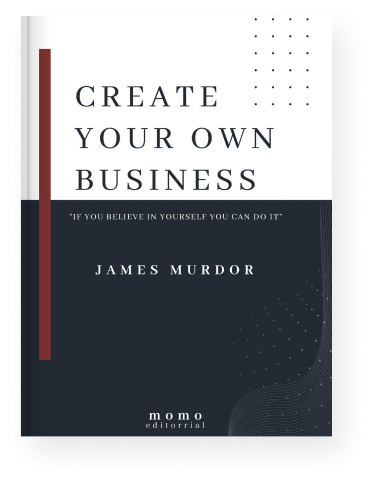 CREATE
YOUR OWN
BUSINESS
"IF YOU BELIEVE IN YOURSELF YOU CAN DO IT"
JAMES MURDOR
momo
editorrial